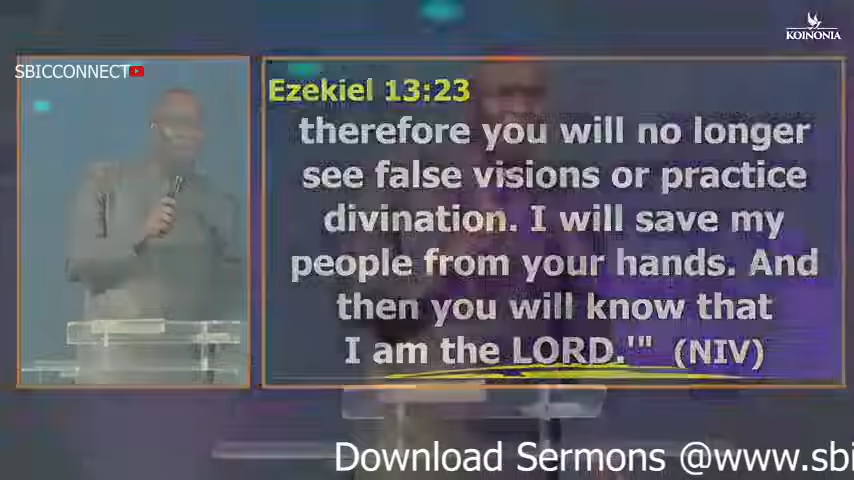 KOINONIA
SBICCONNECT
Ezekiel 13:23
therefore you will no longer
see false visions or practice
divination. I will save my
people from your hands. And
then you will know that
I am the LORD.'" (NIV)
Download Sermons @www.sbi